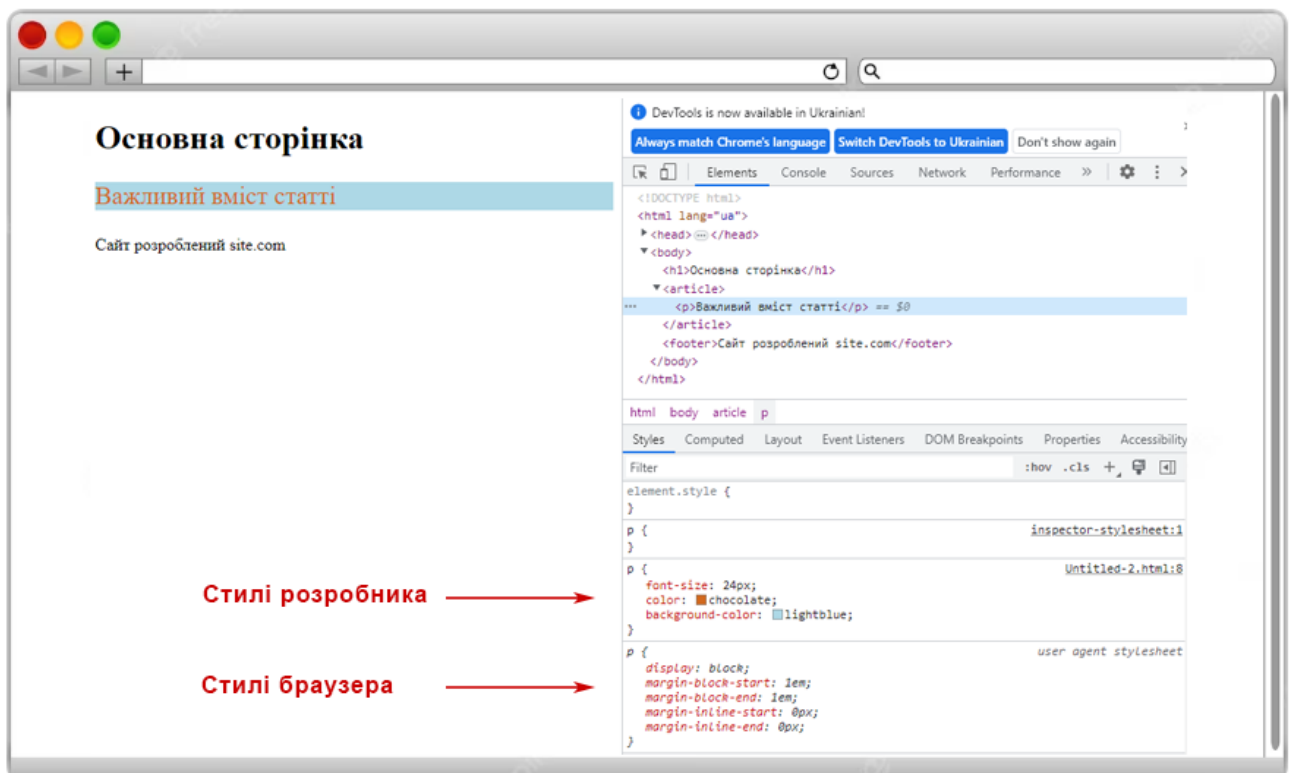 Основна сторінка
Важливий вміст статті
Сайт розроблений site.com
Стилі розробника
Стилі браузера
DevTools is now available in Ukrainian!
Always match Chrome's language Switch DevTools to Ukrainian Don't show again
Elements Console Sources Network Performance »
<!DOCTYPE html>
<html lang="ua">
<head> … </head>
<body>
<h1>Основна сторінка</h1>
<article>
<p>Важливий вміст статті</p> == $0
</article>
<footer>Сайт розроблений site.com</footer>
</body>
</html>
html body article p
Styles Computed Layout Event Listeners DOM Breakpoints Properties Accessibility
Filter :hov .cls +
element.style {
}
p { inspector-stylesheet:1
}
p { Untitled-2.html:8
font-size: 24px;
color: chocolate;
background-color: lightblue;
}
p { user agent stylesheet
display: block;
margin-block-start: 1em;
margin-block-end: 1em;
margin-inline-start: 0px;
margin-inline-end: 0px;
}